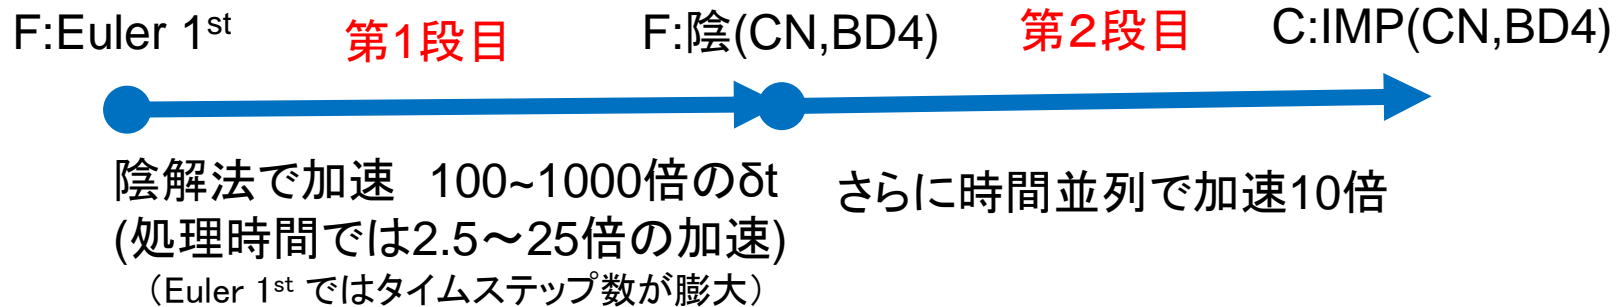 F:Euler 1st 第1段目 F:陰(CN,BD4) 第２段目 C:IMP(CN,BD4)
陰解法で加速　100~1000倍のδt
(処理時間では2.5～25倍の加速)
（Euler 1st ではタイムステップ数が膨大）
さらに時間並列で加速10倍